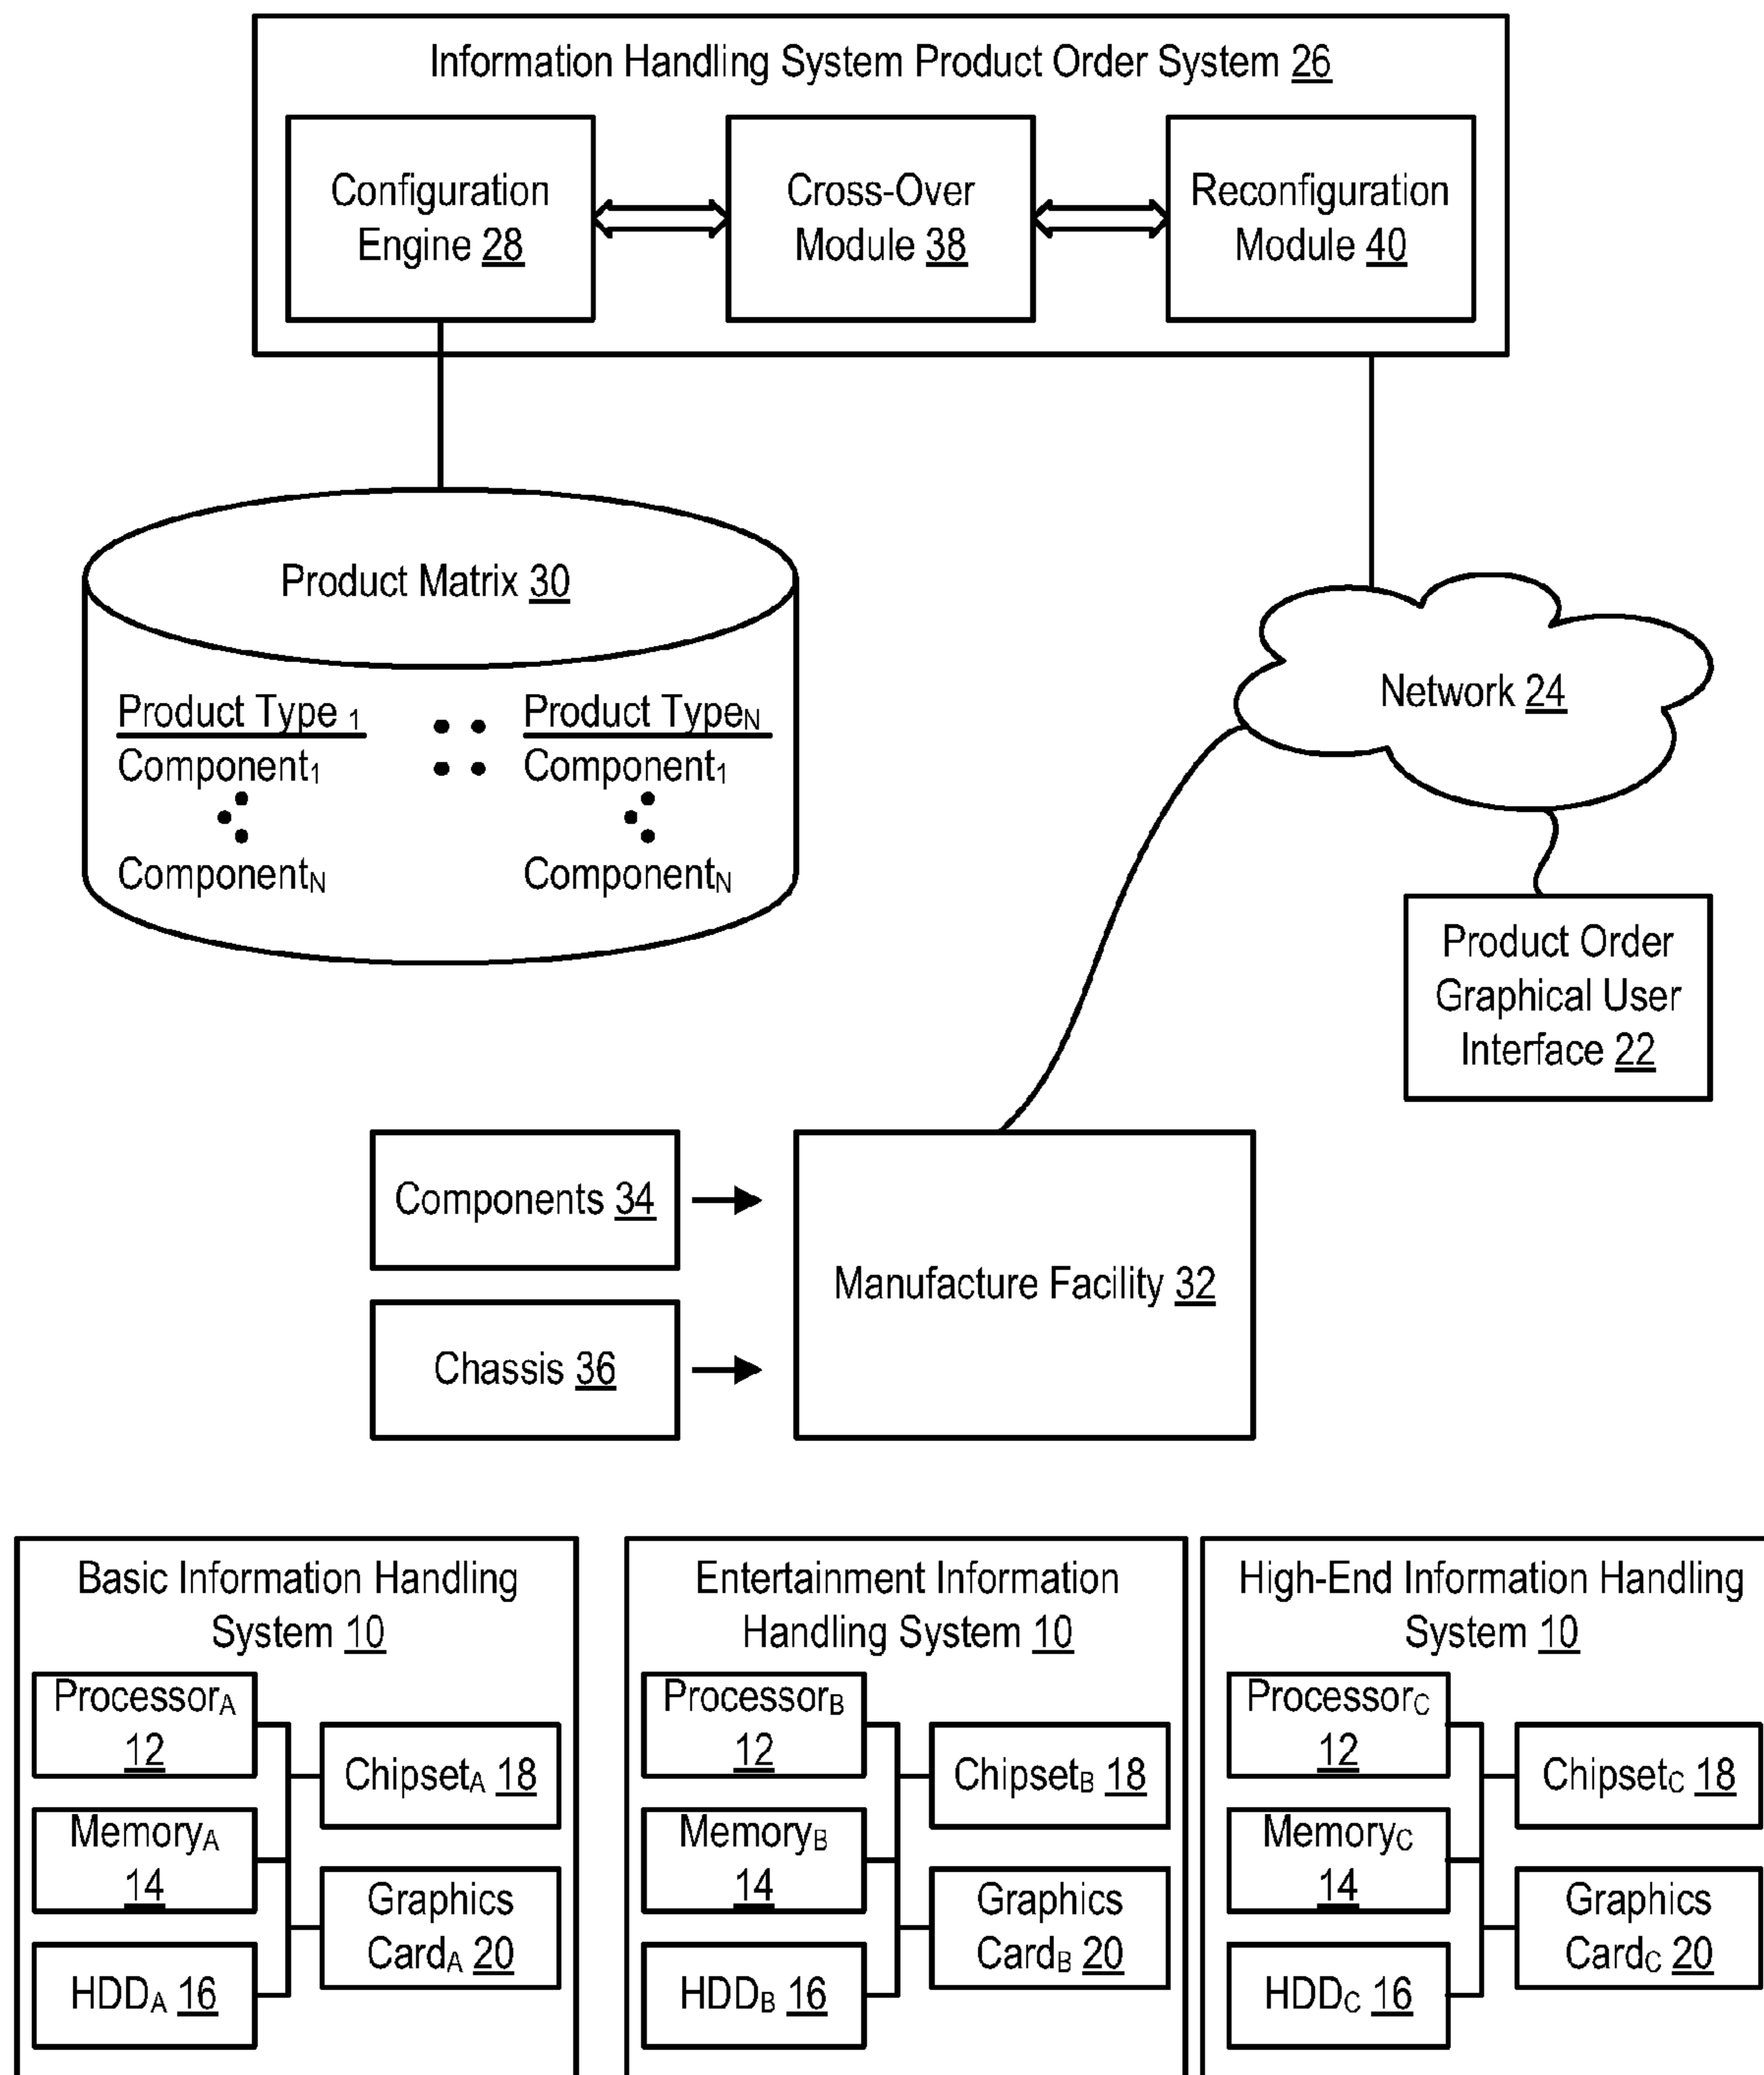 Information Handling System Product Order System 26
Configuration
Engine 28
Cross-Over
Module 38
Reconfiguration
Module 40
Product Matrix 30
Product Type 1
Product TypeN
Component1
Component1
ComponentN
ComponentN
Network 24
Product Order
Graphical User
Interface 22
Components 34
Chassis 36
Manufacture Facility 32
Basic Information Handling
System 10
ProcessorA
12
MemoryA
14
HDDA 16
ChipsetA 18
Graphics
CardA 20
Entertainment Information
Handling System 10
ProcessorB
12
MemoryB
14
HDDB 16
ChipsetB 18
Graphics
CardB 20
High-End Information Handling
System 10
ProcessorC
12
MemoryC
14
HDDC 16
ChipsetC 18
Graphics
CardC 20